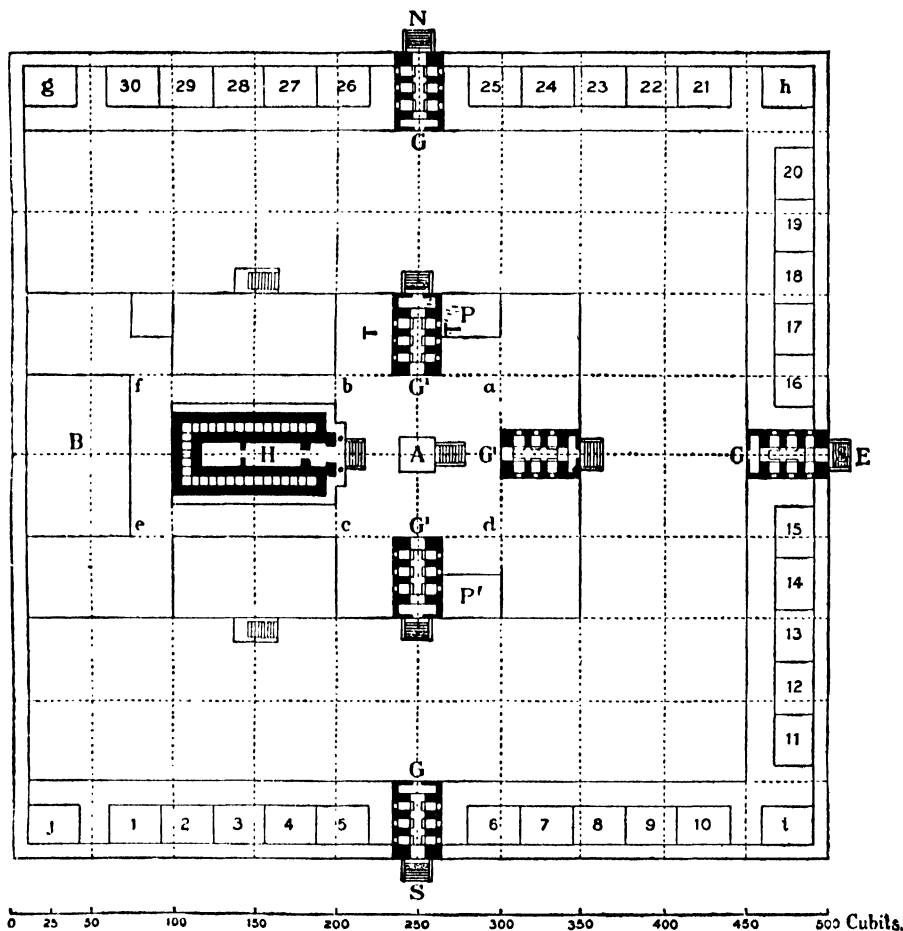 N
g 30 29 28 27 26 25 24 23 22 21 h
G
20
19
18
P 17
T T
16
f b G' a
B
H A G' G E
e c G' d
15
14
P'
13
12
11
G
j 1 2 3 4 5 6 7 8 9 10 i
S
0 25 50 100 150 200 250 300 350 400 450 500 Cubits.